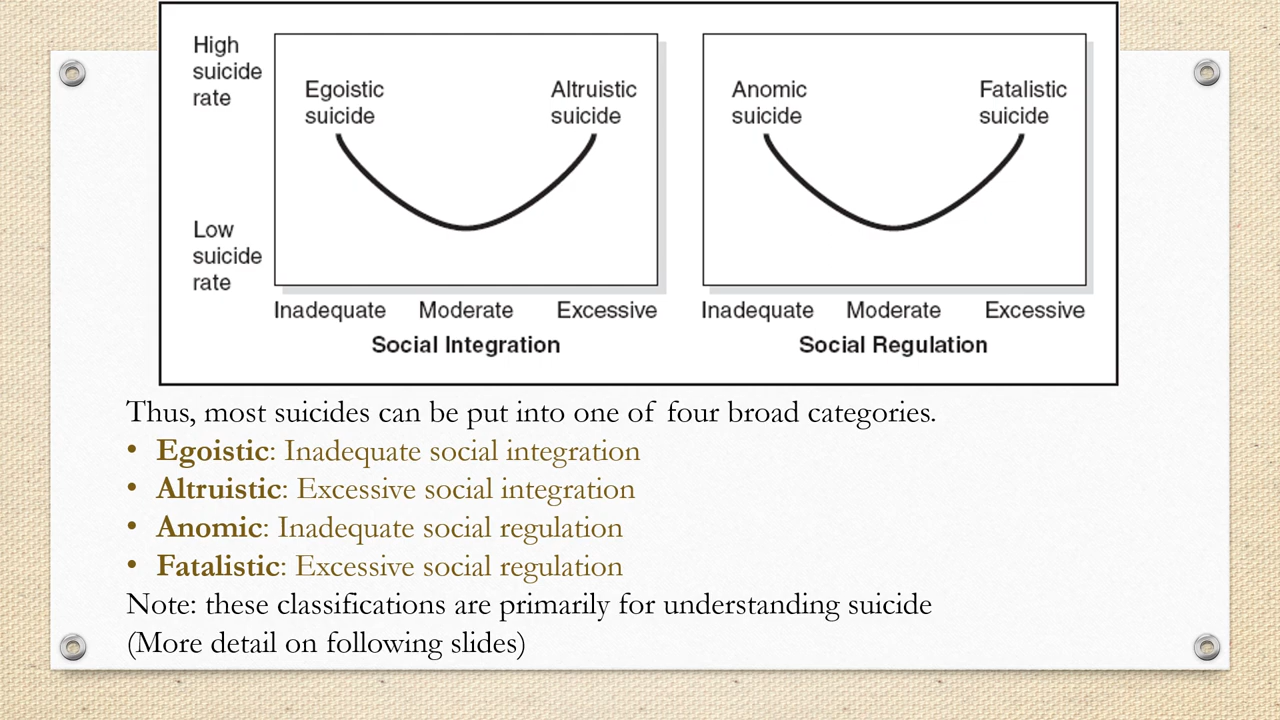 High
suicide
rate
Egoistic
suicide
Altruistic
suicide
Low
suicide
rate
Inadequate Moderate Excessive
Social Integration
Anomic
suicide
Fatalistic
suicide
Inadequate Moderate Excessive
Social Regulation
Thus, most suicides can be put into one of four broad categories.
• Egoistic: Inadequate social integration
• Altruistic: Excessive social integration
• Anomic: Inadequate social regulation
• Fatalistic: Excessive social regulation
Note: these classifications are primarily for understanding suicide
(More detail on following slides)